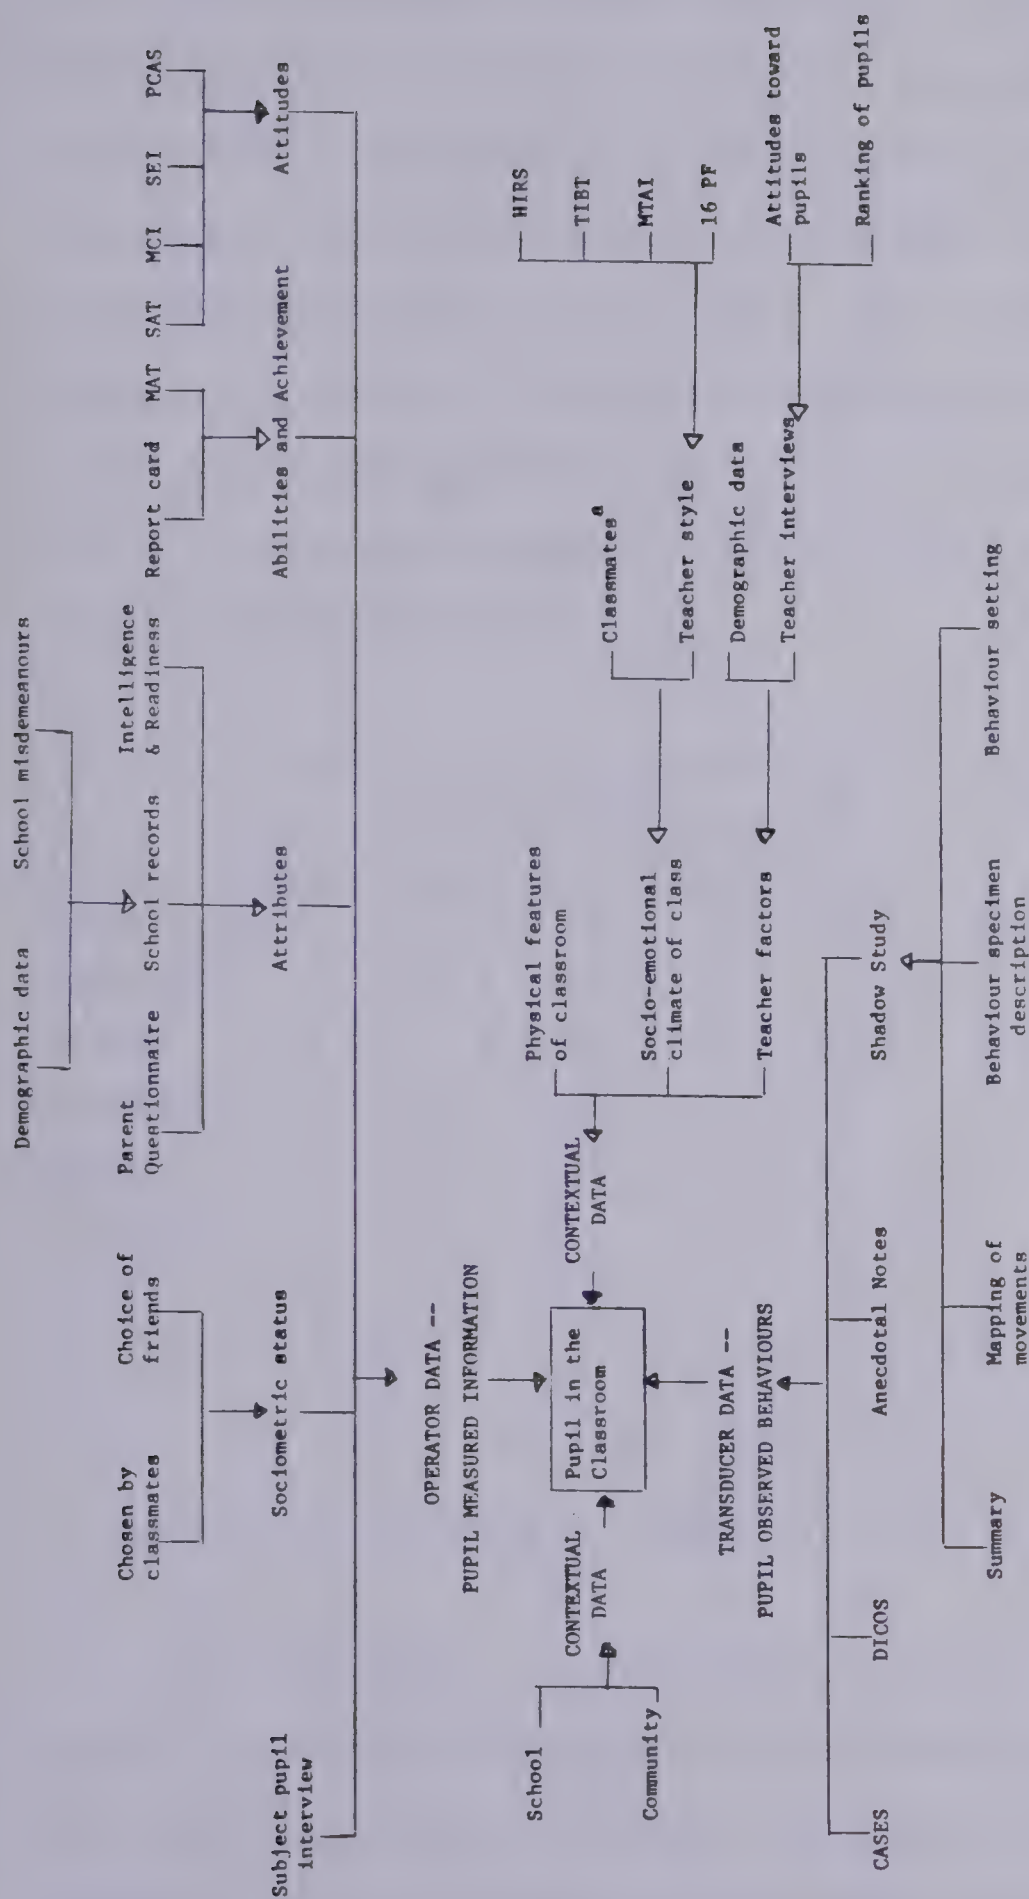 Demographic data
School misdemeanours
Chosen by
classmates
Choice of
friends
Parent
Questionnaire
School records
Intelligence
& Readiness
Report card
MAT
SAT
MCI
SEI
PCAS
Subject pupil
interview
Sociometric status
Attributes
Abilities and Achievement
Attitudes
OPERATOR DATA --
PUPIL MEASURED INFORMATION
School
Community
CONTEXTUAL
DATA
Pupil in the
Classroom
CONTEXTUAL
DATA
Physical features
of classroom
Socio-emotional
climate of class
Teacher factors
Classmates a
Teacher style
Demographic data
Teacher interviews
HIRS
TIBT
MTAI
16 PF
Attitudes toward
pupils
Ranking of pupils
TRANSDUCER DATA --
PUPIL OBSERVED BEHAVIOURS
CASES
DICOS
Anecdotal Notes
Shadow Study
Summary
Mapping of
movements
Behaviour specimen
description
Behaviour setting